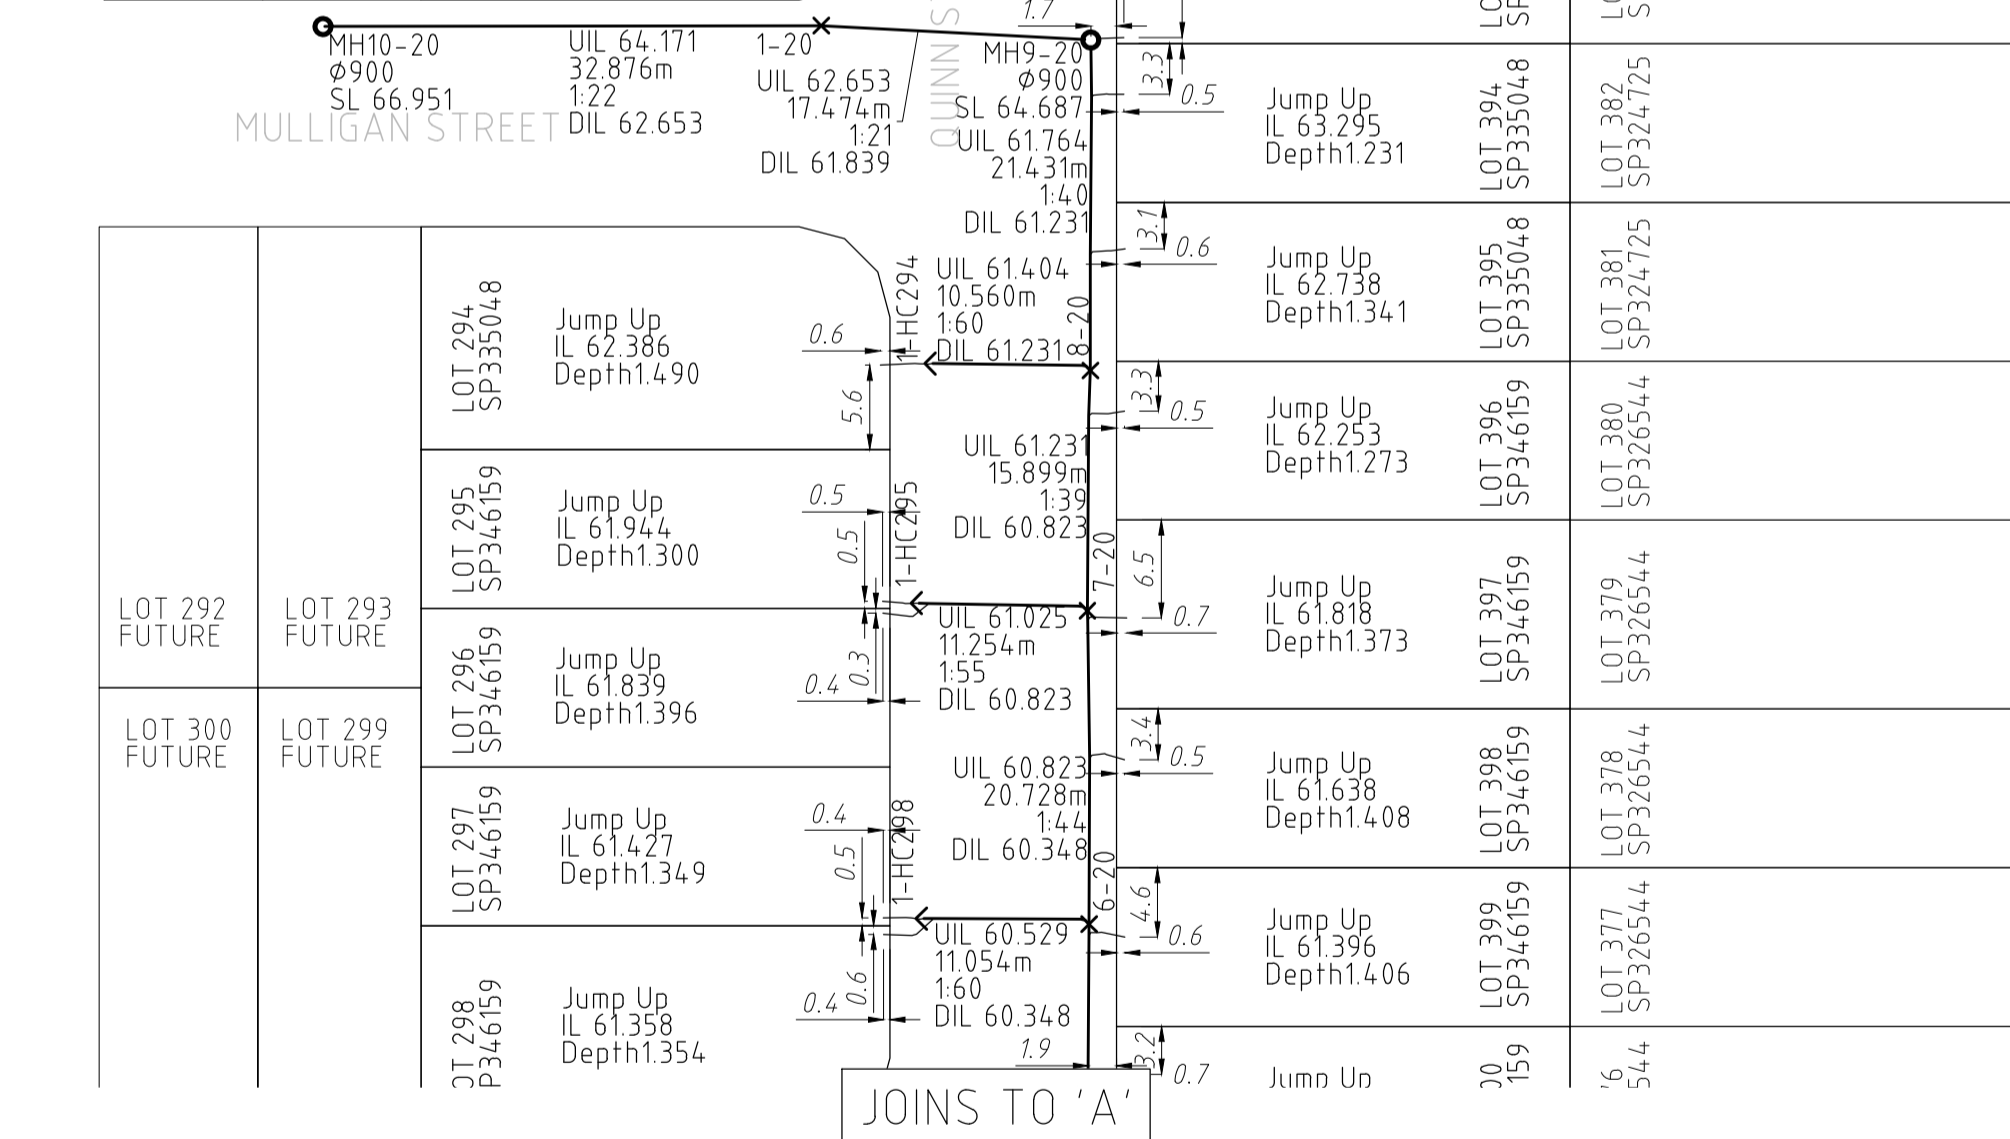 1.7
MH10-20
Ø900
SL 66.951
UIL 64.171
32.876m
1:22
DIL 62.653
1-20
UIL 62.653
17.474m
1:21
DIL 61.839
MULLIGAN STREET
QUINN
MH9-20
Ø900
SL 64.687
UIL 61.764
21.431m
1:40
DIL 61.231
3.3
0.5
Jump Up
IL 63.295
Depth1.231
LOT 394
SP335048
LOT 382
SP324725
3.1
0.6
Jump Up
IL 62.738
Depth1.341
LOT 395
SP335048
LOT 381
SP324725
LOT 294
SP335048
Jump Up
IL 62.386
Depth1.490
0.6
5.6
1-HC294
UIL 61.404
10.560m
1:60
DIL 61.231
8-20
3.3
0.5
Jump Up
IL 62.253
Depth1.273
LOT 396
SP346159
LOT 380
SP326544
UIL 61.231
15.899m
1:39
DIL 60.823
LOT 295
SP346159
Jump Up
IL 61.944
Depth1.300
0.5
0.5
1-HC295
7-20
6.5
0.7
Jump Up
IL 61.818
Depth1.373
LOT 397
SP346159
LOT 379
SP326544
LOT 292
FUTURE
LOT 293
FUTURE
UIL 61.025
11.254m
1:55
DIL 60.823
LOT 296
SP346159
Jump Up
IL 61.839
Depth1.396
0.4
0.3
LOT 300
FUTURE
LOT 299
FUTURE
UIL 60.823
20.728m
1:44
DIL 60.348
3.4
0.5
Jump Up
IL 61.638
Depth1.408
LOT 398
SP346159
LOT 378
SP326544
LOT 297
SP346159
Jump Up
IL 61.427
Depth1.349
0.4
0.5
1-HC298
6-20
4.6
0.6
Jump Up
IL 61.396
Depth1.406
LOT 399
SP346159
LOT 377
SP326544
UIL 60.529
11.054m
1:60
DIL 60.348
298
346159
Jump Up
IL 61.358
Depth1.354
0.4
0.6
1.9
3.2
0.7
Jump Up
159
544
JOINS TO 'A'